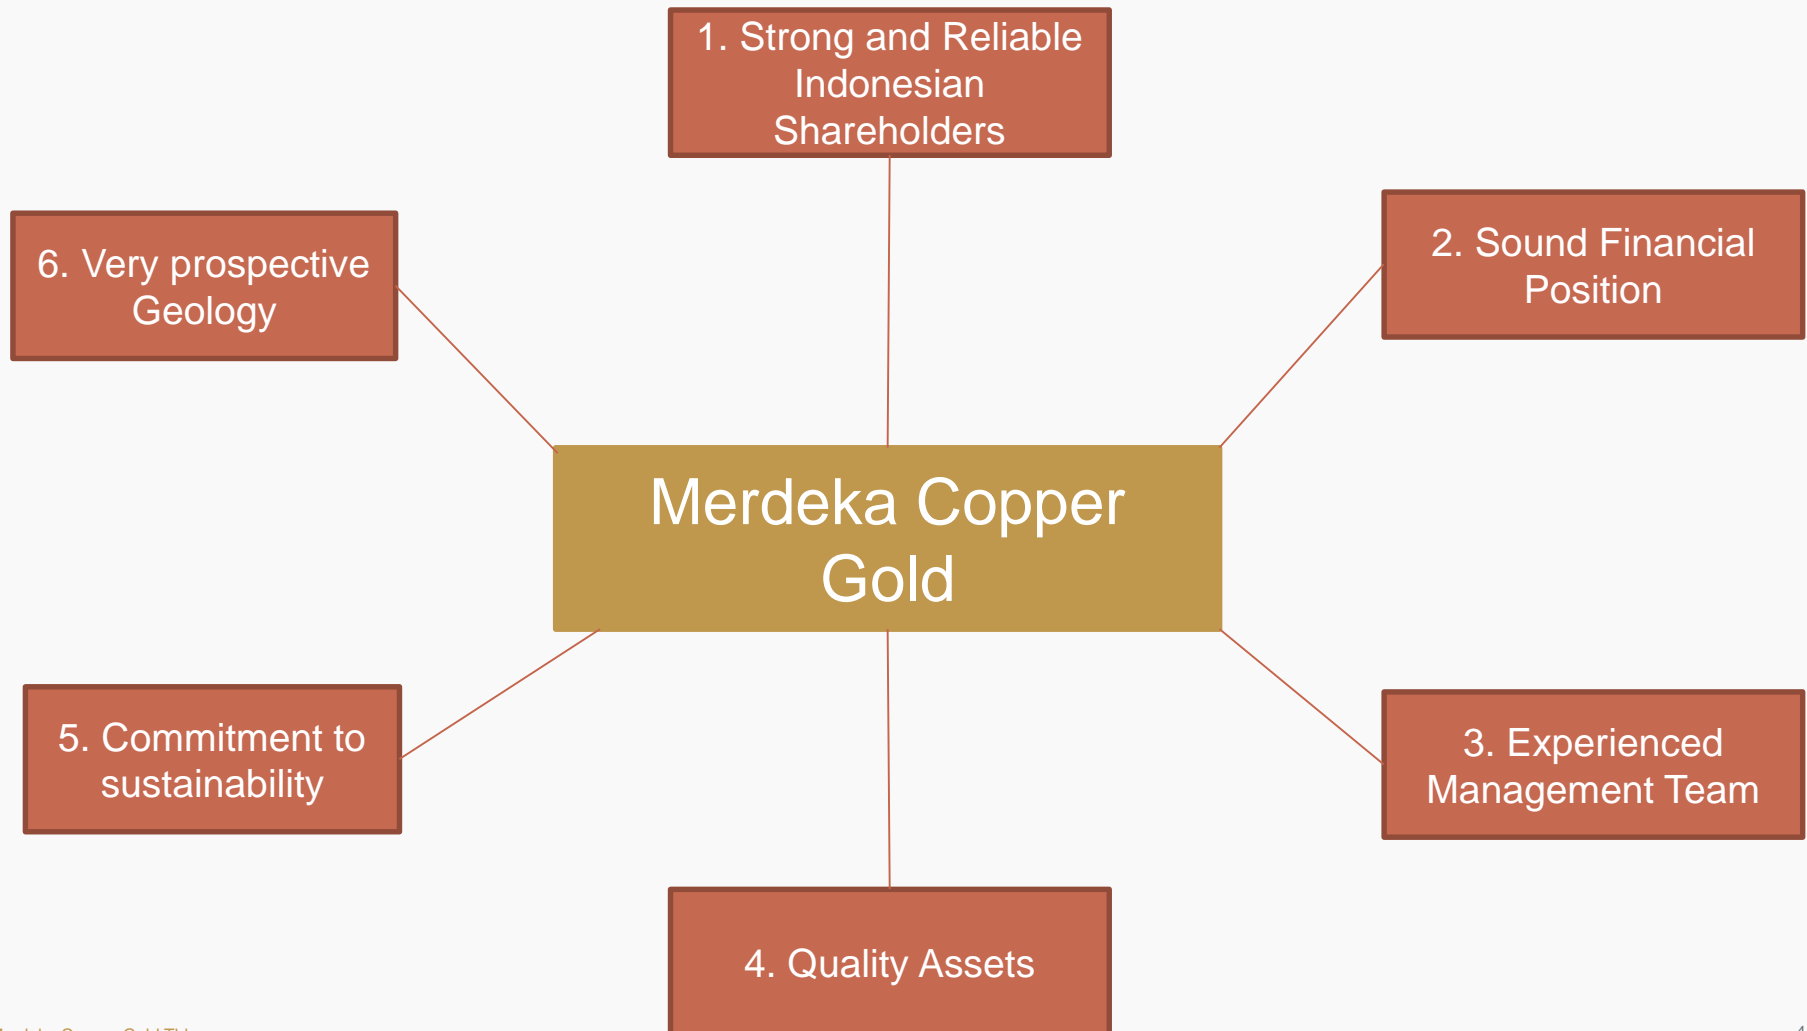 1. Strong and Reliable
Indonesian
Shareholders
2. Sound Financial
Position
6. Very prospective
Geology
Merdeka Copper
Gold
5. Commitment to
sustainability
3. Experienced
Management Team
4. Quality Assets